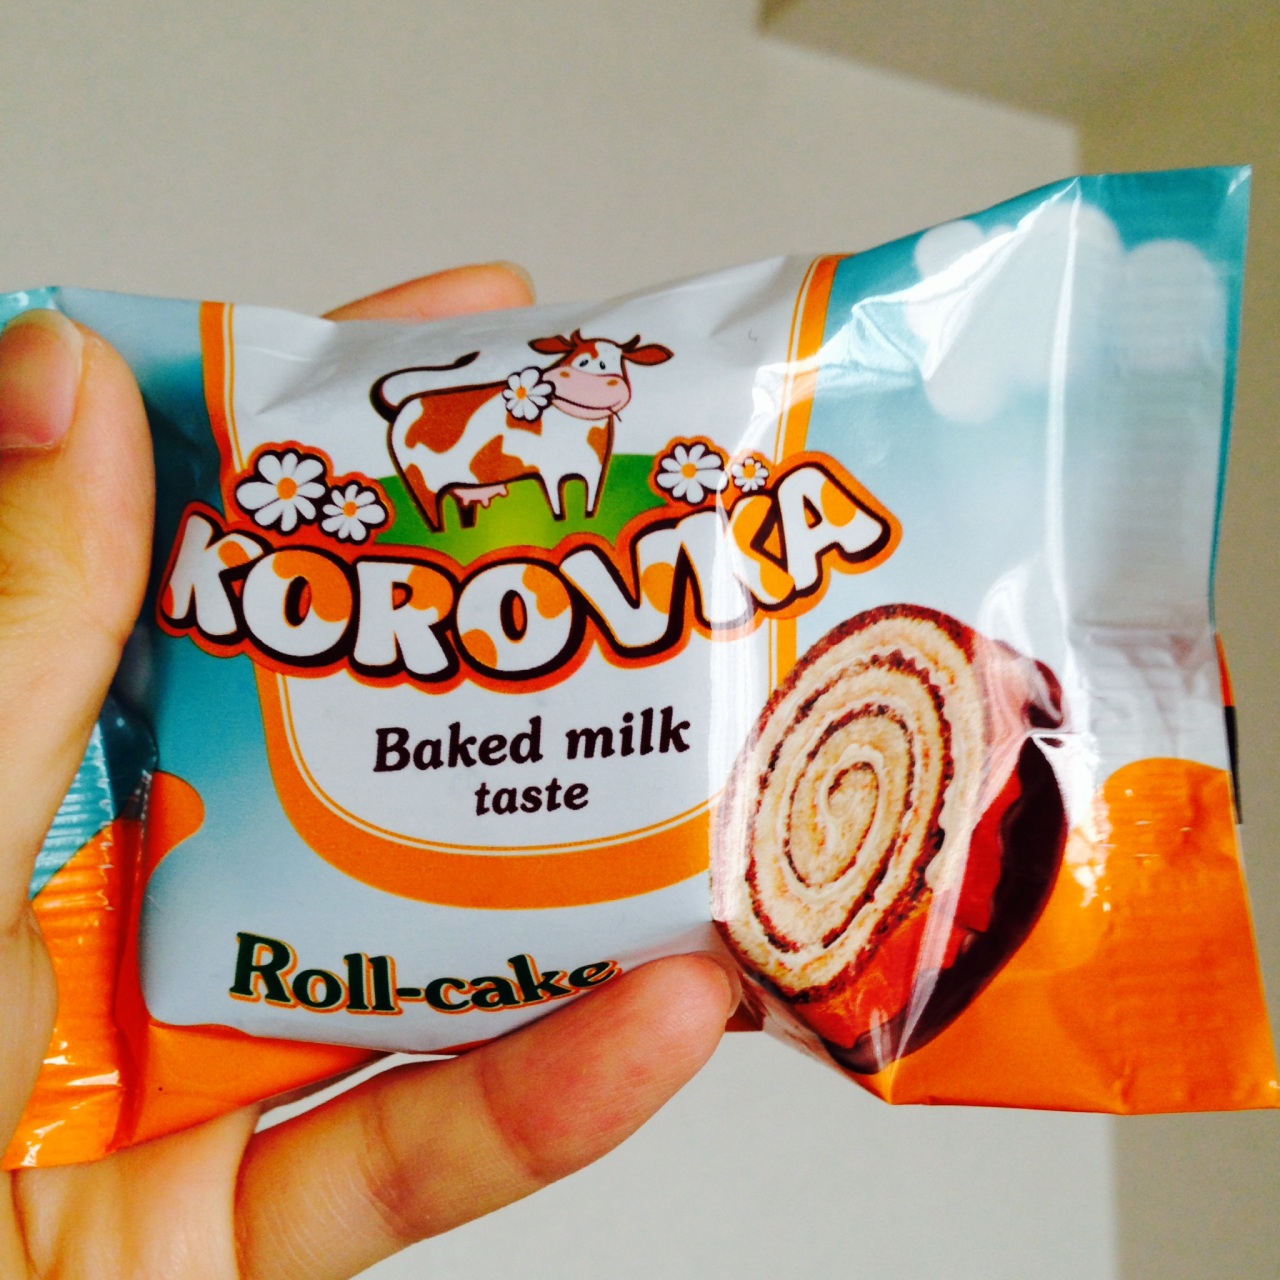 KOROVKA
Baked milk
taste
Roll-cake